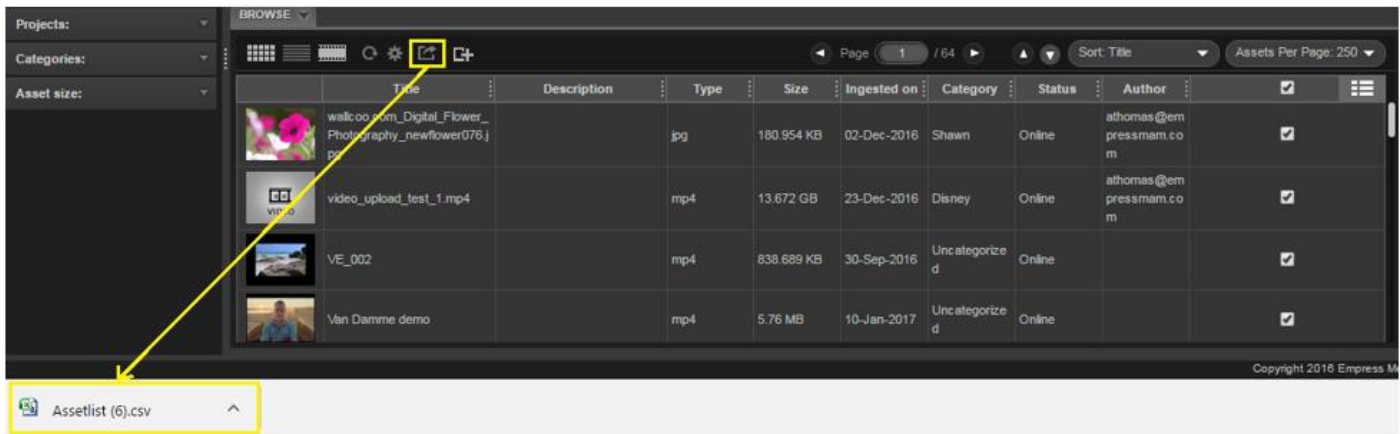 Projects:
Categories:
Asset size:
BROWSE
Page 1 / 64
Sort: Title
Assets Per Page: 250
Title Description Type Size Ingested on Category Status Author
wallcoo.com_Digital_Flower_
Photography_newflower076.j
pg
jpg 180.954 KB 02-Dec-2016 Shawn Online
athomas@em
pressmam.co
m
VIDEO
video_upload_test_1.mp4 mp4 13.672 GB 23-Dec-2016 Disney Online
athomas@em
pressmam.co
m
VE_002 mp4 838.689 KB 30-Sep-2016
Uncategorize
d
Online
Van Damme demo mp4 5.76 MB 10-Jan-2017
Uncategorize
d
Online
Copyright 2016 Empress Me
Assetlist (6).csv